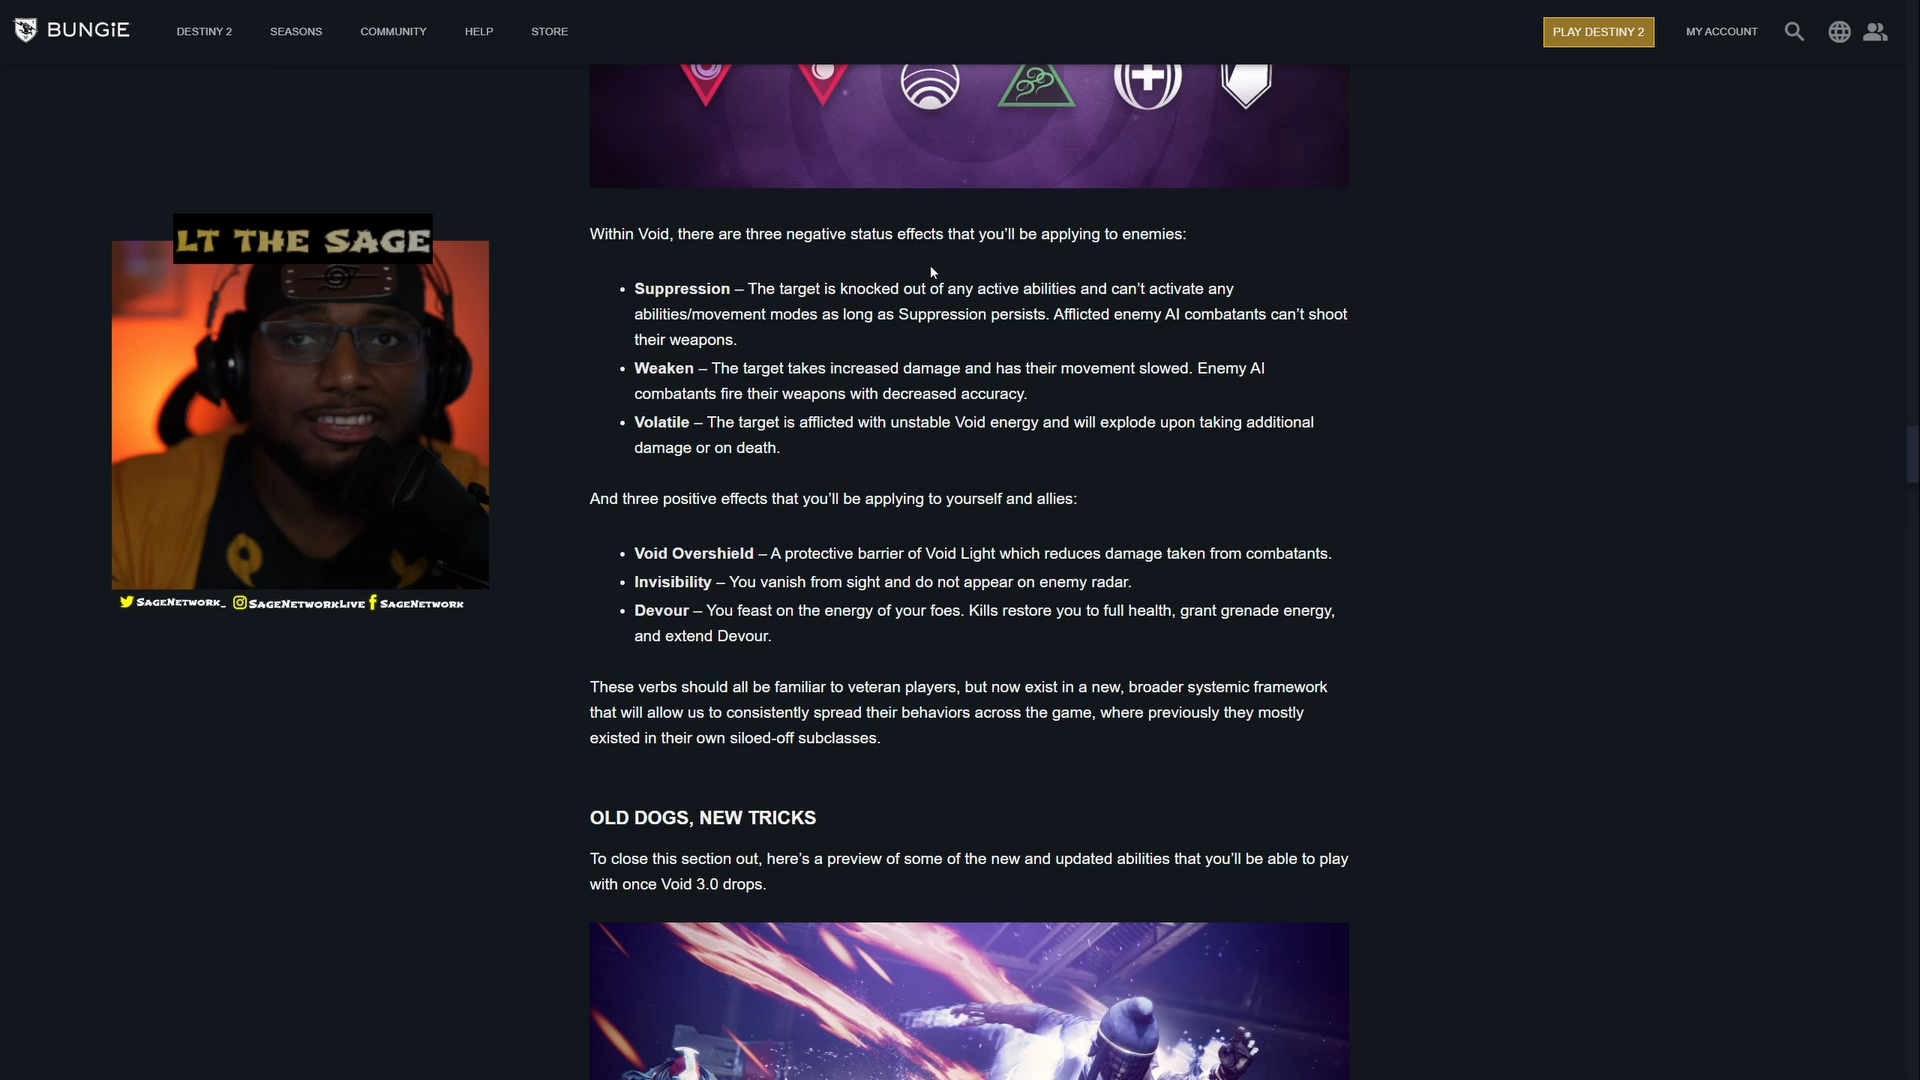 BUNGiE
DESTINY 2
SEASONS
COMMUNITY
HELP
STORE
PLAY DESTINY 2
MY ACCOUNT
LT THE SAGE
SAGENETWORK_ SAGENETWORKLIVE SAGENETWORK
Within Void, there are three negative status effects that you’ll be applying to enemies:
• Suppression – The target is knocked out of any active abilities and can’t activate any
abilities/movement modes as long as Suppression persists. Afflicted enemy AI combatants can’t shoot
their weapons.
• Weaken – The target takes increased damage and has their movement slowed. Enemy AI
combatants fire their weapons with decreased accuracy.
• Volatile – The target is afflicted with unstable Void energy and will explode upon taking additional
damage or on death.
And three positive effects that you’ll be applying to yourself and allies:
• Void Overshield – A protective barrier of Void Light which reduces damage taken from combatants.
• Invisibility – You vanish from sight and do not appear on enemy radar.
• Devour – You feast on the energy of your foes. Kills restore you to full health, grant grenade energy,
and extend Devour.
These verbs should all be familiar to veteran players, but now exist in a new, broader systemic framework
that will allow us to consistently spread their behaviors across the game, where previously they mostly
existed in their own siloed-off subclasses.
OLD DOGS, NEW TRICKS
To close this section out, here’s a preview of some of the new and updated abilities that you’ll be able to play
with once Void 3.0 drops.